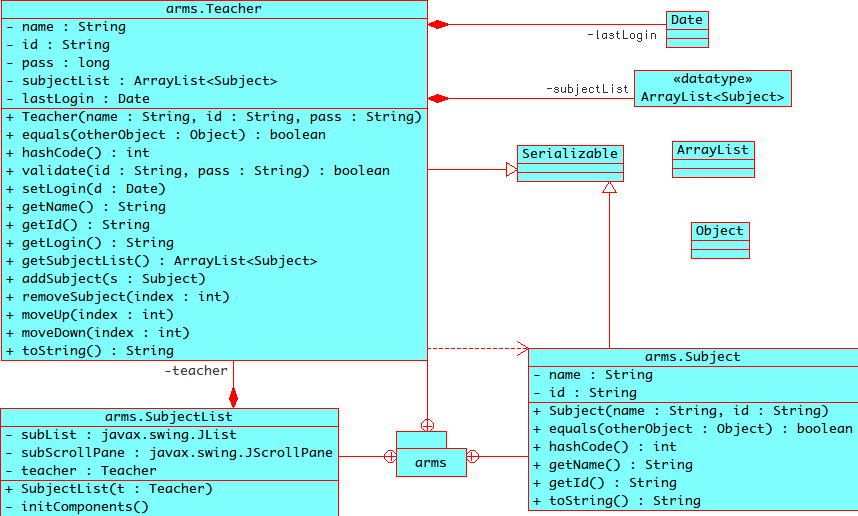 arms.Teacher
- name : String
- id : String
- pass : long
- subjectList : ArrayList<Subject>
- lastLogin : Date
+ Teacher(name : String, id : String, pass : String)
+ equals(otherObject : Object) : boolean
+ hashCode() : int
+ validate(id : String, pass : String) : boolean
+ setLogin(d : Date)
+ getName() : String
+ getId() : String
+ getLogin() : String
+ getSubjectList() : ArrayList<Subject>
+ addSubject(s : Subject)
+ removeSubject(index : int)
+ moveUp(index : int)
+ moveDown(index : int)
+ toString() : String
Date
-lastLogin
«datatype»
ArrayList<Subject>
-subjectList
Serializable
ArrayList
Object
-teacher
arms.SubjectList
- subList : javax.swing.JList
- subScrollPane : javax.swing.JScrollPane
- teacher : Teacher
+ SubjectList(t : Teacher)
- initComponents()
arms
arms.Subject
- name : String
- id : String
+ Subject(name : String, id : String)
+ equals(otherObject : Object) : boolean
+ hashCode() : int
+ getName() : String
+ getId() : String
+ toString() : String